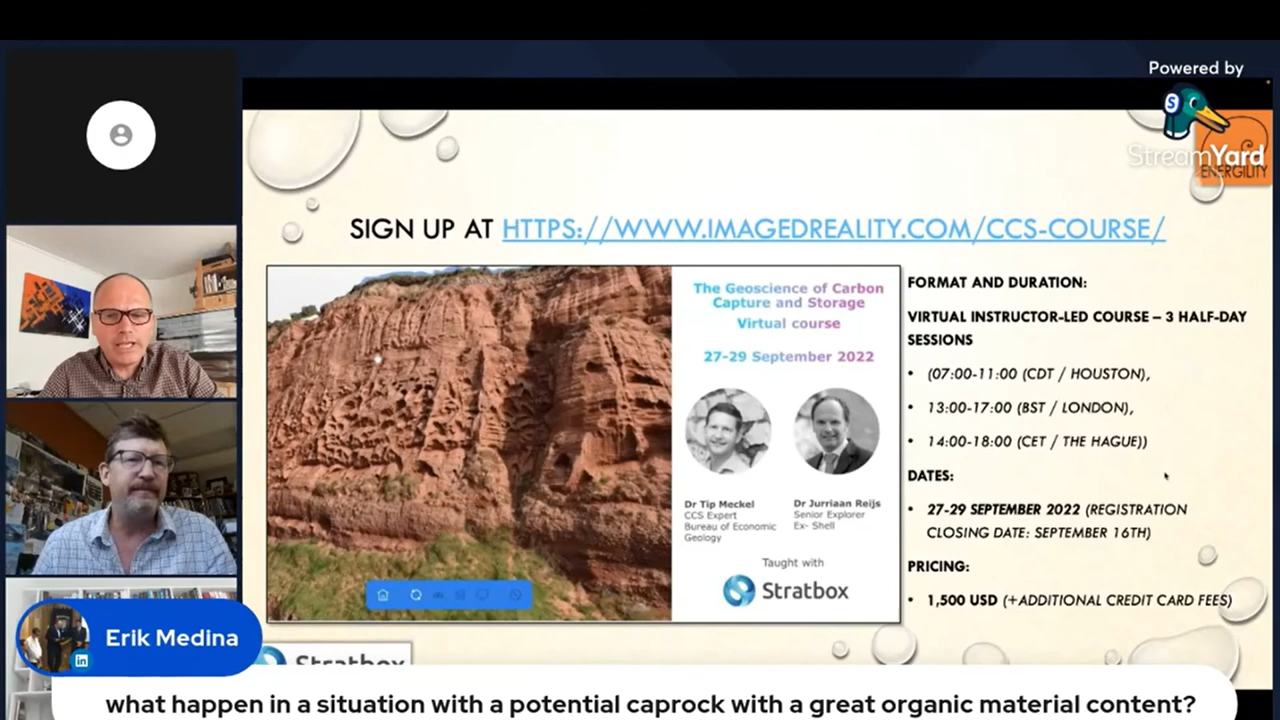 Powered by
StreamYard
ENERGILITY
SIGN UP AT HTTPS://WWW.IMAGEDREALITY.COM/CCS-COURSE/
The Geoscience of Carbon
Capture and Storage
Virtual course
27-29 September 2022
Dr Tip Meckel
CCS Expert
Bureau of Economic
Geology
Dr Jurriaan Reijs
Senior Explorer
Ex- Shell
Taught with
Stratbox
FORMAT AND DURATION:
VIRTUAL INSTRUCTOR-LED COURSE – 3 HALF-DAY
SESSIONS
• (07:00-11:00 (CDT / HOUSTON),
• 13:00-17:00 (BST / LONDON),
• 14:00-18:00 (CET / THE HAGUE))
DATES:
• 27-29 SEPTEMBER 2022 (REGISTRATION
CLOSING DATE: SEPTEMBER 16TH)
PRICING:
• 1,500 USD (+ADDITIONAL CREDIT CARD FEES)
Stratbox
Erik Medina
in
what happen in a situation with a potential caprock with a great organic material content?